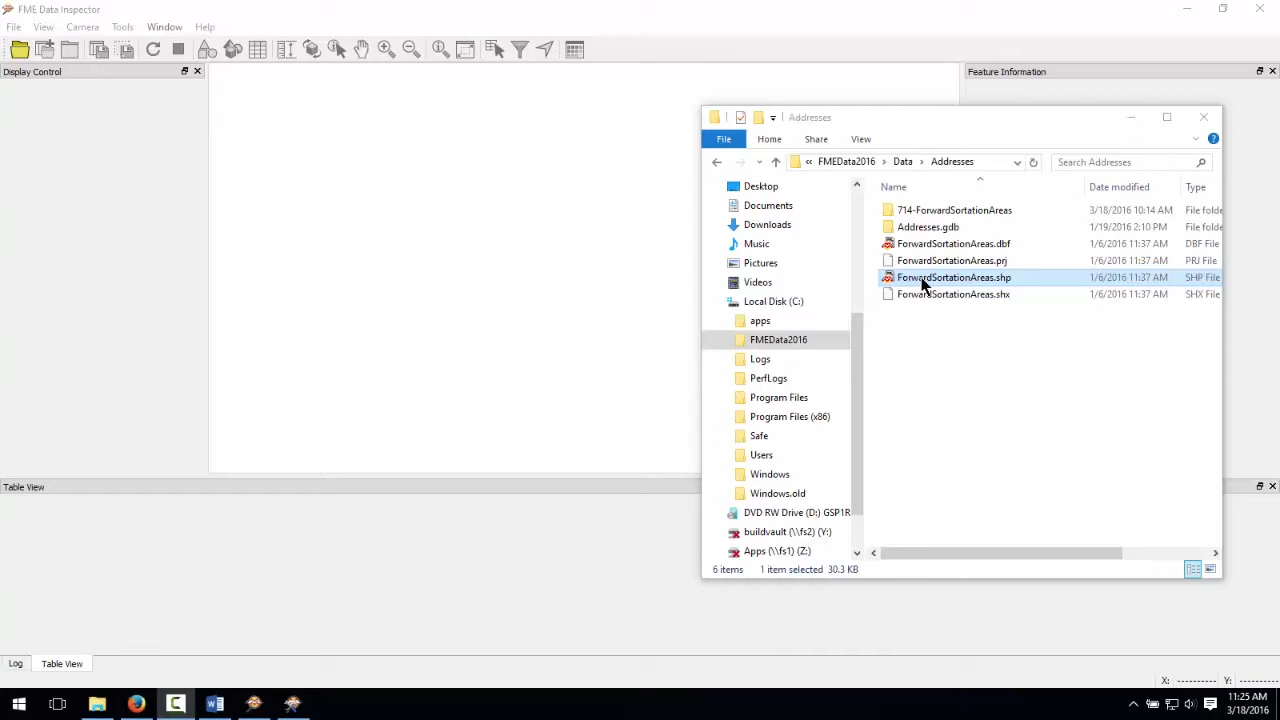 FME Data Inspector
File View Camera Tools Window Help
Display Control
Feature Information
Addresses
File Home Share View
« FMEData2016 > Data > Addresses
Search Addresses
Name Date modified Type
Desktop
Documents
Downloads
Music
Pictures
Videos
Local Disk (C:)
apps
FMEData2016
Logs
PerfLogs
Program Files
Program Files (x86)
Safe
Users
Windows
Windows.old
DVD RW Drive (D:) GSP1R
buildvault (\\fs2) (Y:)
Apps (\\fs1) (Z:)
714-ForwardSortationAreas 3/18/2016 10:14 AM File folde
Addresses.gdb 1/19/2016 2:10 PM File folde
ForwardSortationAreas.dbf 1/6/2016 11:37 AM DBF File
ForwardSortationAreas.prj 1/6/2016 11:37 AM PRJ File
ForwardSortationAreas.shp 1/6/2016 11:37 AM SHP File
ForwardSortationAreas.shx 1/6/2016 11:37 AM SHX File
6 items 1 item selected 30.3 KB
Table View
Log Table View
X: ---------- Y: ----------
11:25 AM
3/18/2016